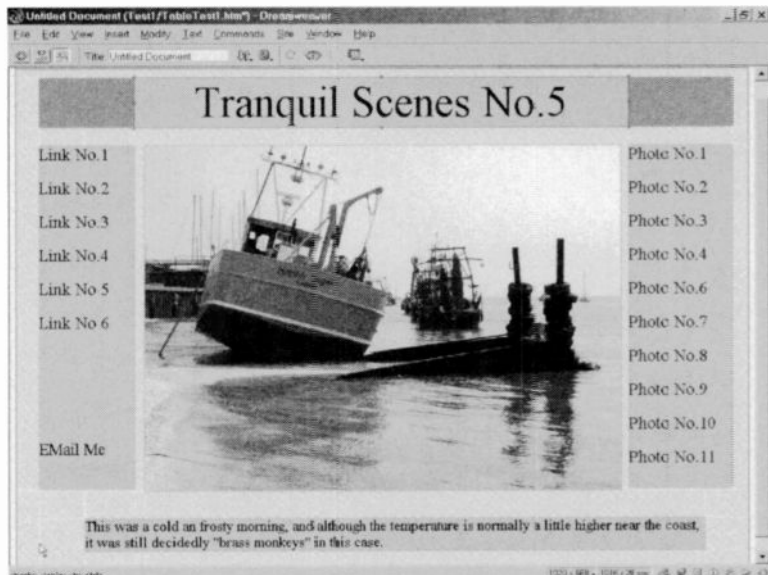 Untitled Document (Test1/TableTest1.htm*) - Dreamweaver
File Edit View Insert Modify Text Commands Site Window Help
Title: Untitled Document
Tranquil Scenes No.5
Link No.1
Link No.2
Link No.3
Link No.4
Link No 5
Link No 6
EMail Me
Photo No.1
Photo No.2
Photo No.3
Photo No.4
Photo No.6
Photo No.7
Photo No.8
Photo No.9
Photo No.10
Photo No.11
This was a cold an frosty morning, and although the temperature is normally a little higher near the coast,
it was still decidedly "brass monkeys" in this case.